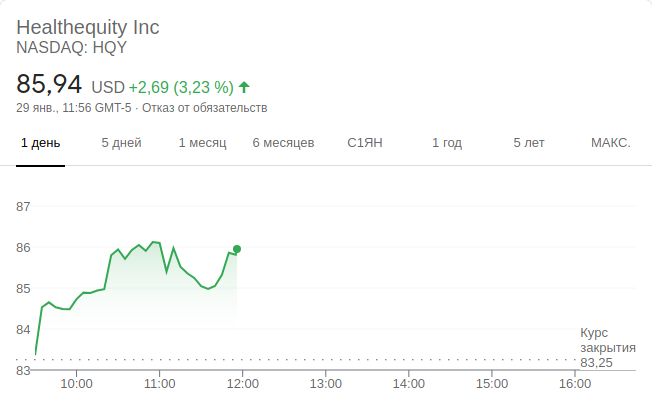 Healthequity Inc
NASDAQ: HQY
85,94 USD +2,69 (3,23 %)
29 янв., 11:56 GMT-5 · Отказ от обязательств
1 день 5 дней 1 месяц 6 месяцев С1ЯН 1 год 5 лет МАКС.
87
86
85
84
Курс
закрытия
83,25
83
10:00 11:00 12:00 13:00 14:00 15:00 16:00